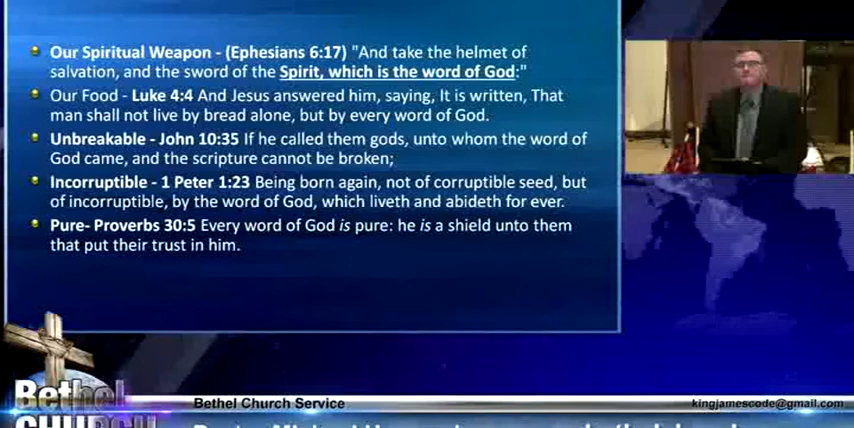 Our Spiritual Weapon - (Ephesians 6:17) "And take the helmet of
salvation, and the sword of the Spirit, which is the word of God:"
Our Food - Luke 4:4 And Jesus answered him, saying, It is written, That
man shall not live by bread alone, but by every word of God.
Unbreakable - John 10:35 If he called them gods, unto whom the word of
God came, and the scripture cannot be broken;
Incorruptible - 1 Peter 1:23 Being born again, not of corruptible seed, but
of incorruptible, by the word of God, which liveth and abideth for ever.
Pure- Proverbs 30:5 Every word of God is pure: he is a shield unto them
that put their trust in him.
Bethel
CHURCH
Bethel Church Service
kingjamescode@gmail.com